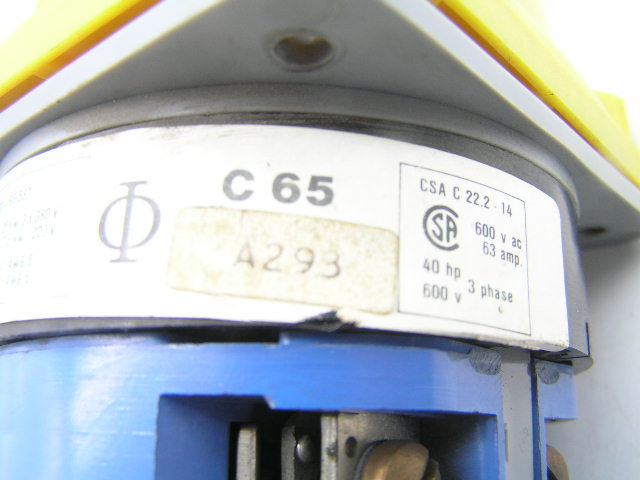 Φ
C 65
A293
CSA C 22.2 - 14
SA
600 v ac
63 amp.
40 hp 3 phase
600 v